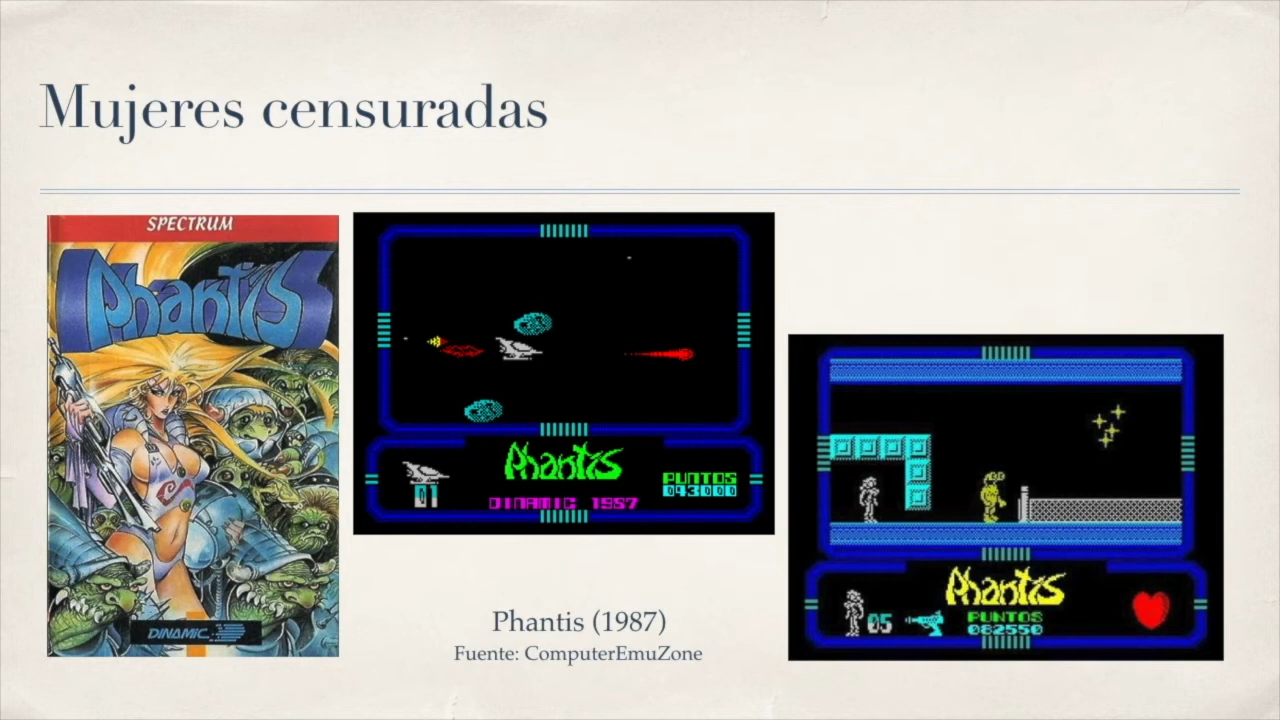 Mujeres censuradas
SPECTRUM
Phantis
DINAMIC
Phantis
01
PUNTOS
043000
DINAMIC 1987
Phantis
05
PUNTOS
082550
Phantis (1987)
Fuente: ComputerEmuZone